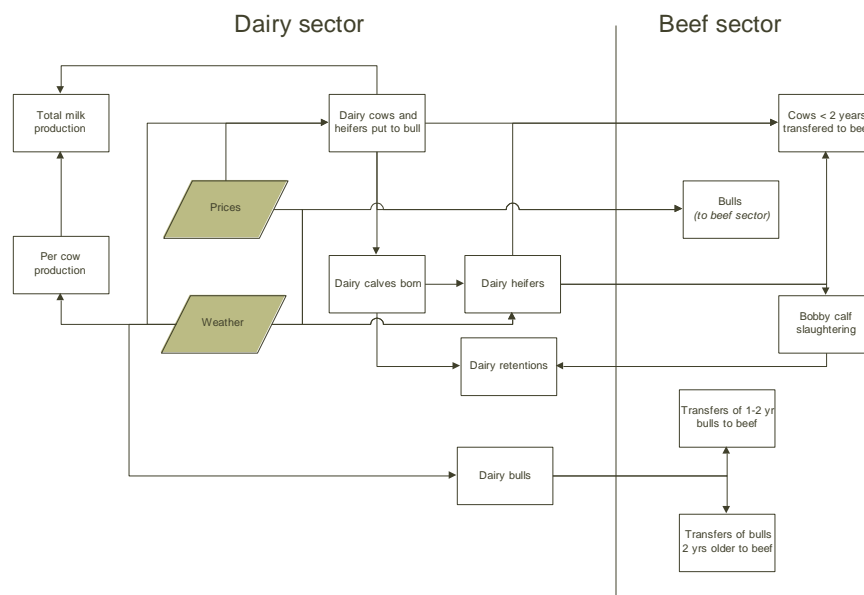 Dairy sector
Beef sector
Total milk
production
Dairy cows and
heifers put to bull
Cows < 2 years
transfered to bee
Prices
Bulls
(to beef sector)
Per cow
production
Dairy calves born
Dairy heifers
Weather
Bobby calf
slaughtering
Dairy retentions
Transfers of 1-2 yr
bulls to beef
Dairy bulls
Transfers of bulls
2 yrs older to beef